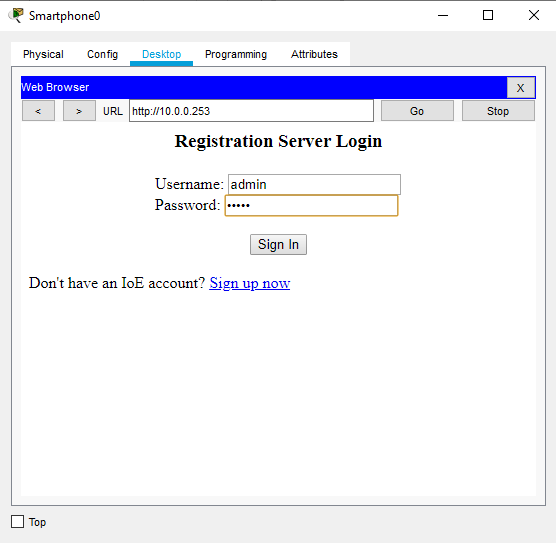 Smartphone0
Physical Config Desktop Programming Attributes
Web Browser X
< > URL http://10.0.0.253 Go Stop
Registration Server Login
Username: admin
Password: •••••
Sign In
Don't have an IoE account? Sign up now
Top